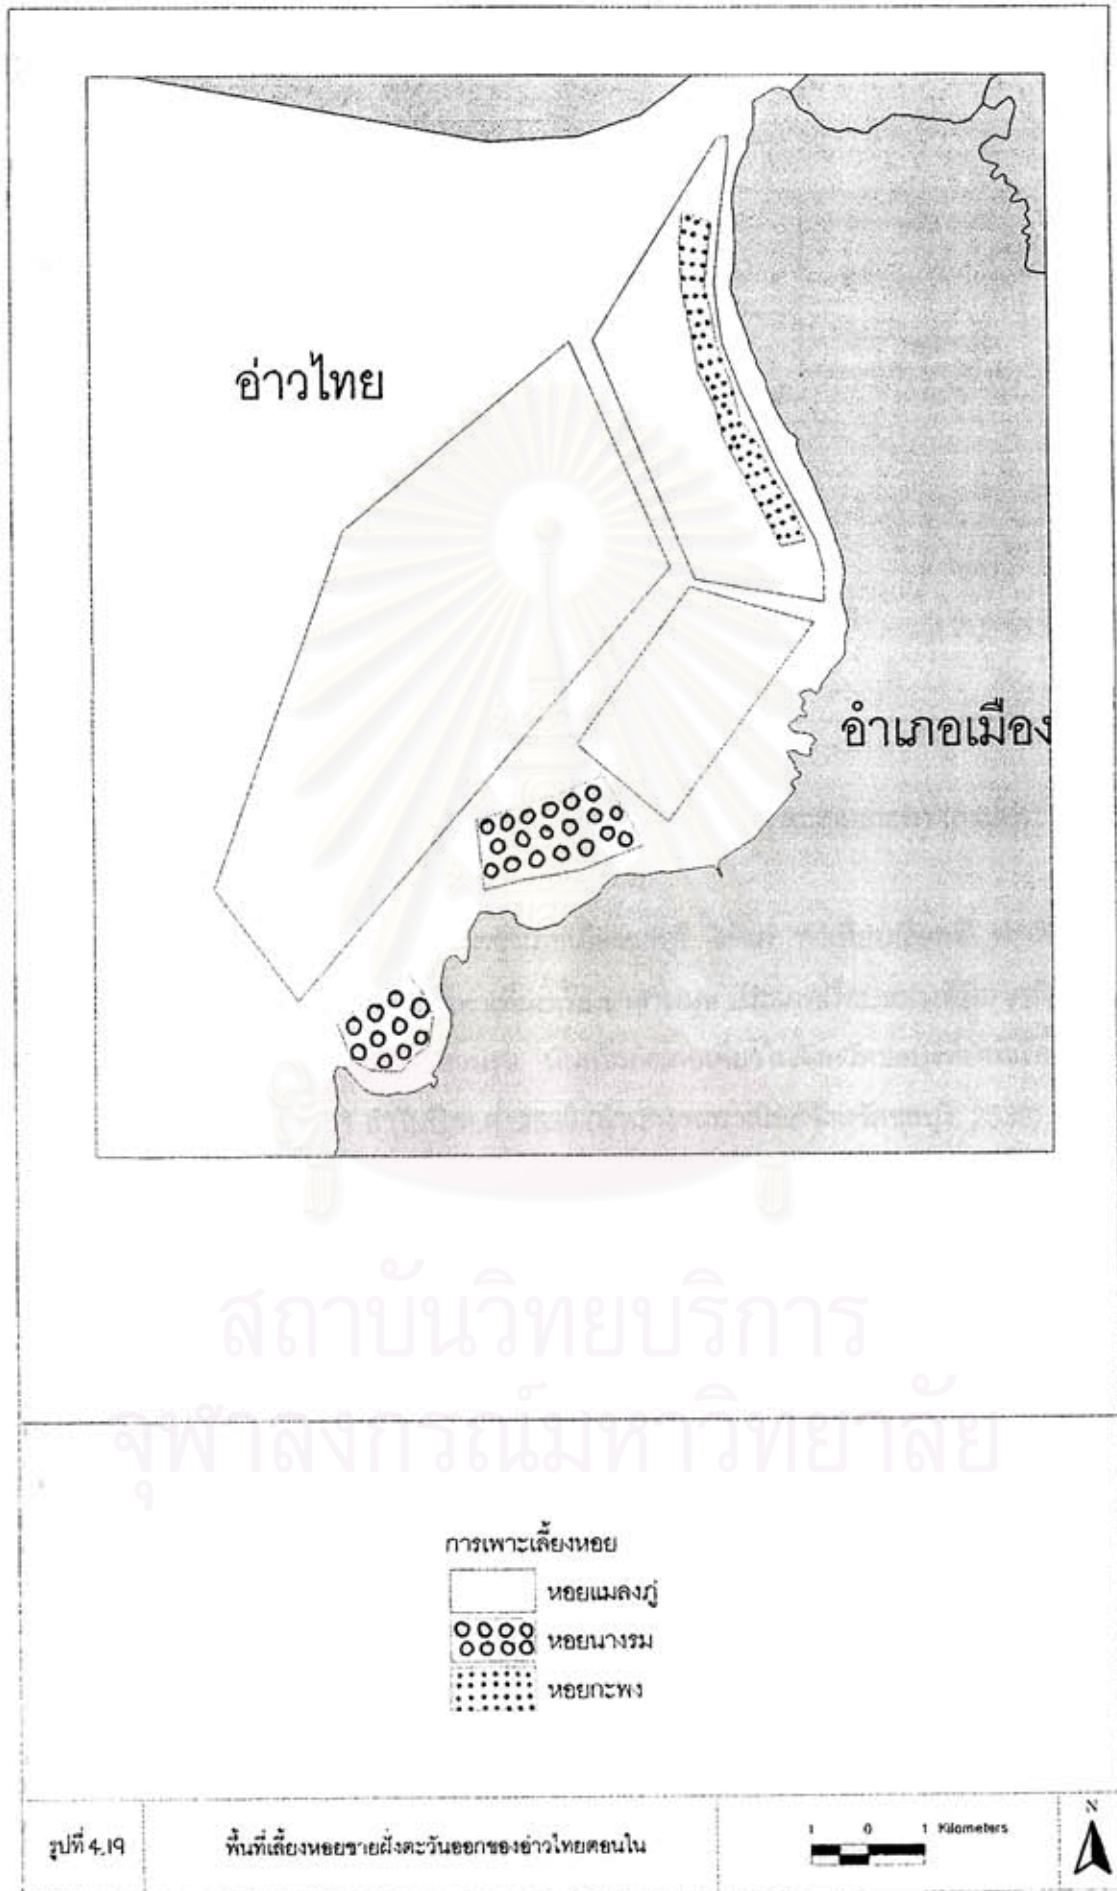 อ่าวไทย
อำเภอเมือง
สถาบันวิทยบริการ
จุฬาลงกรณ์มหาวิทยาลัย
การเพาะเลี้ยงหอย
หอยแมลงภู่
หอยนางรม
หอยกะพง
รูปที่ 4.19
พื้นที่เลี้ยงหอยชายฝั่งตะวันออกของอ่าวไทยตอนใน
1 0 1 Kilometers
N